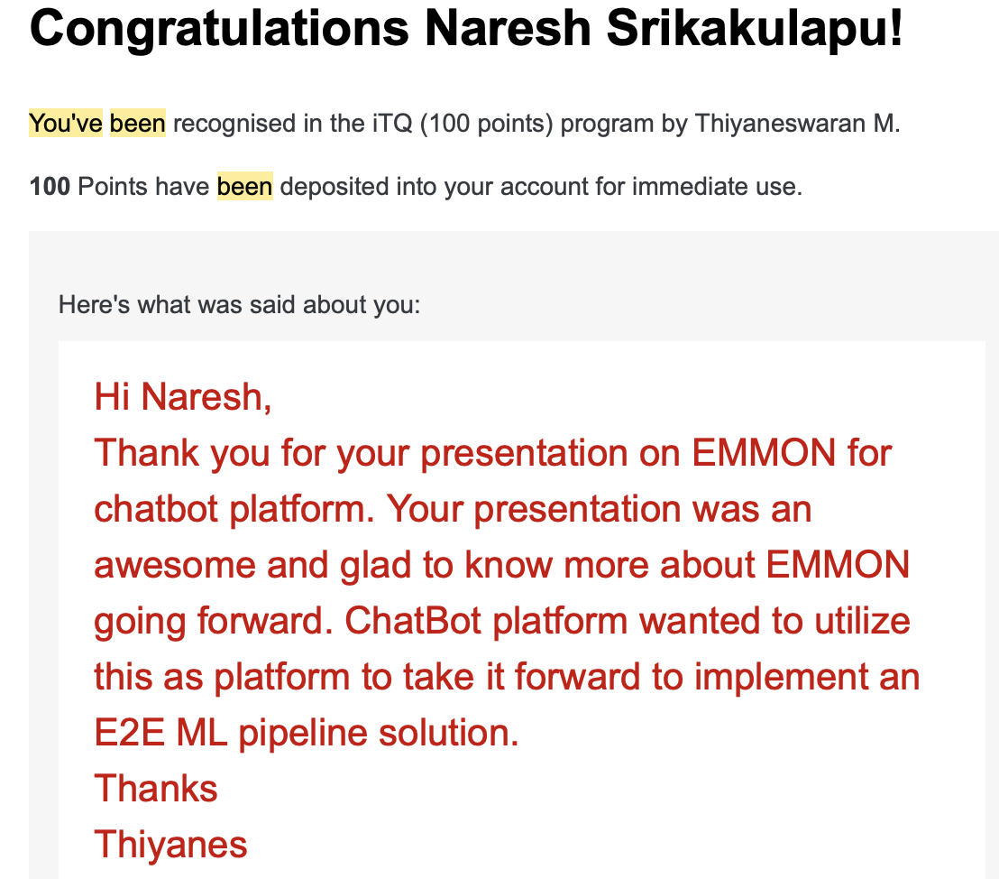 Congratulations Naresh Srikakulapu!
You've been recognised in the iTQ (100 points) program by Thiyaneswaran M.
100 Points have been deposited into your account for immediate use.
Here's what was said about you:
Hi Naresh,
Thank you for your presentation on EMMON for
chatbot platform. Your presentation was an
awesome and glad to know more about EMMON
going forward. ChatBot platform wanted to utilize
this as platform to take it forward to implement an
E2E ML pipeline solution.
Thanks
Thiyanes